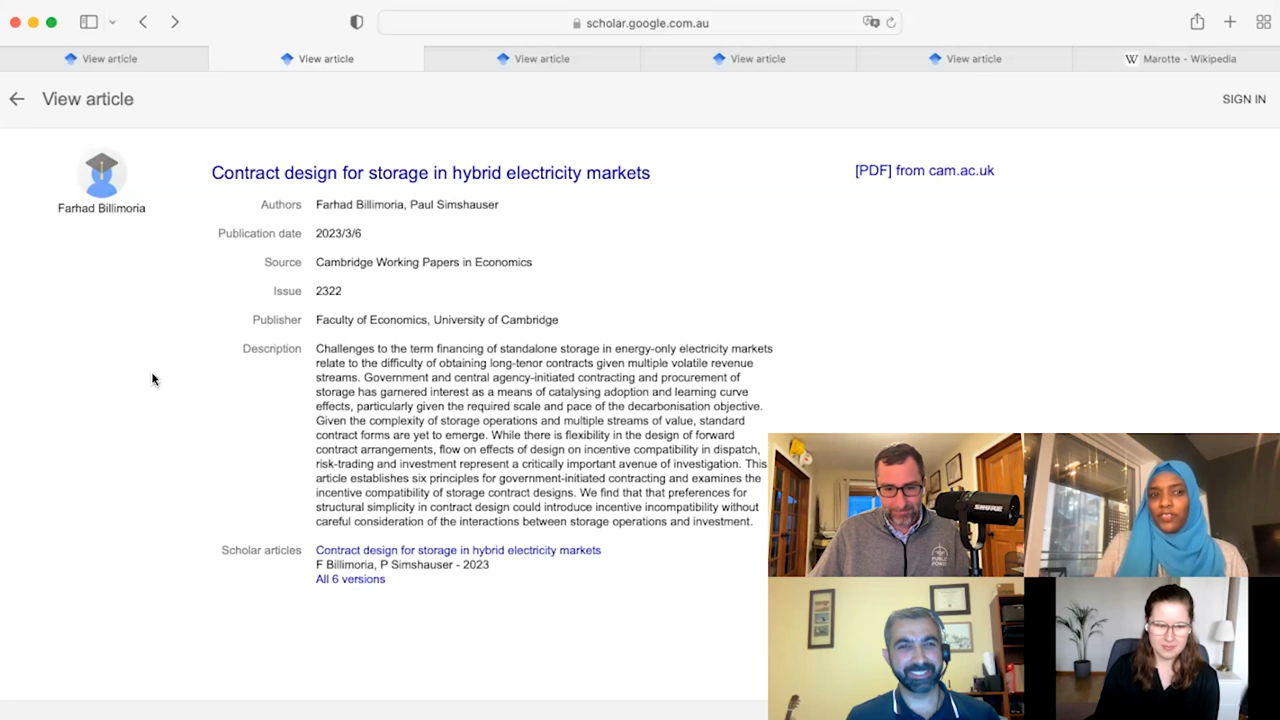 scholar.google.com.au
View article
View article
View article
View article
View article
W Marotte - Wikipedia
View article
SIGN IN
Contract design for storage in hybrid electricity markets
[PDF] from cam.ac.uk
Farhad Billimoria
Authors Farhad Billimoria, Paul Simshauser
Publication date 2023/3/6
Source Cambridge Working Papers in Economics
Issue 2322
Publisher Faculty of Economics, University of Cambridge
Description Challenges to the term financing of standalone storage in energy-only electricity markets
relate to the difficulty of obtaining long-tenor contracts given multiple volatile revenue
streams. Government and central agency-initiated contracting and procurement of
storage has garnered interest as a means of catalysing adoption and learning curve
effects, particularly given the required scale and pace of the decarbonisation objective.
Given the complexity of storage operations and multiple streams of value, standard
contract forms are yet to emerge. While there is flexibility in the design of forward
contract arrangements, flow on effects of design on incentive compatibility in dispatch,
risk-trading and investment represent a critically important avenue of investigation. This
article establishes six principles for government-initiated contracting and examines the
incentive compatibility of storage contract designs. We find that that preferences for
structural simplicity in contract design could introduce incentive incompatibility without
careful consideration of the interactions between storage operations and investment.
Scholar articles Contract design for storage in hybrid electricity markets
F Billimoria, P Simshauser - 2023
All 6 versions
SHURE
PUBLIC
POWER